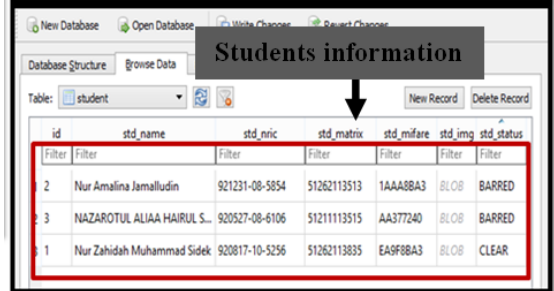 New Database Open Database Write Changes Revert Changes
Students information
Database Structure Browse Data
Table: student New Record Delete Record
id std_name std_nric std_matrix std_mifare std_img std_status
Filter Filter Filter Filter Filter Filter Filter
2 Nur Amalina Jamalludin 921231-08-5854 51262113513 1AAA8BA3 BLOB BARRED
2 3 NAZAROTUL ALIAA HAIRUL S... 920527-08-6106 51211113515 AA377240 BLOB BARRED
1 Nur Zahidah Muhammad Sidek 920817-10-5256 51262113835 EA9F8BA3 BLOB CLEAR